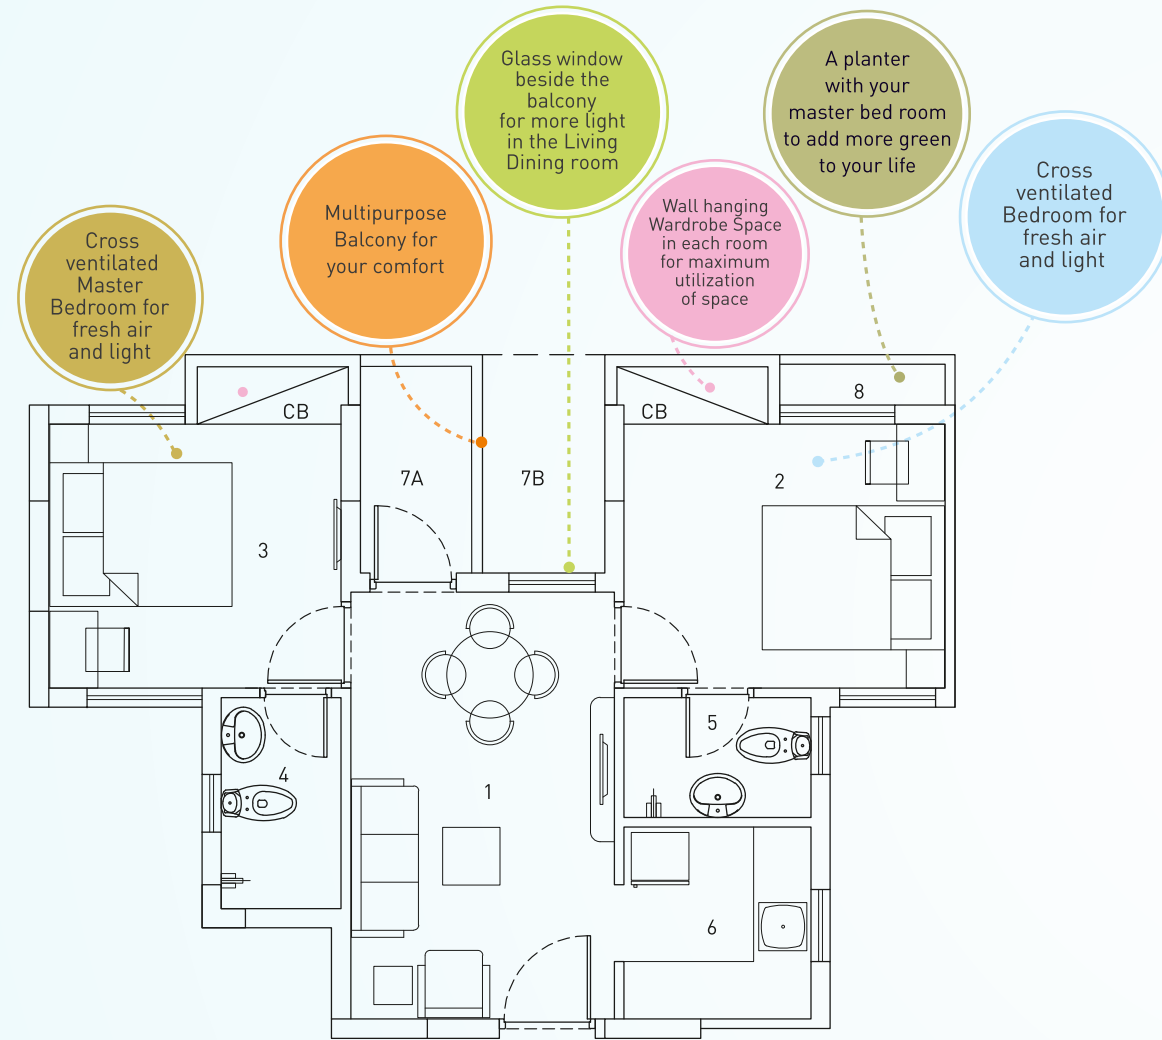 Glass window
beside the
balcony
for more light
in the Living
Dining room
A planter
with your
master bed room
to add more green
to your life
Cross
ventilated
Bedroom for
fresh air
and light
Multipurpose
Balcony for
your comfort
Wall hanging
Wardrobe Space
in each room
for maximum
utilization
of space
Cross
ventilated
Master
Bedroom for
fresh air
and light
CB
CB
8
7A
7B
2
3
5
4
1
6